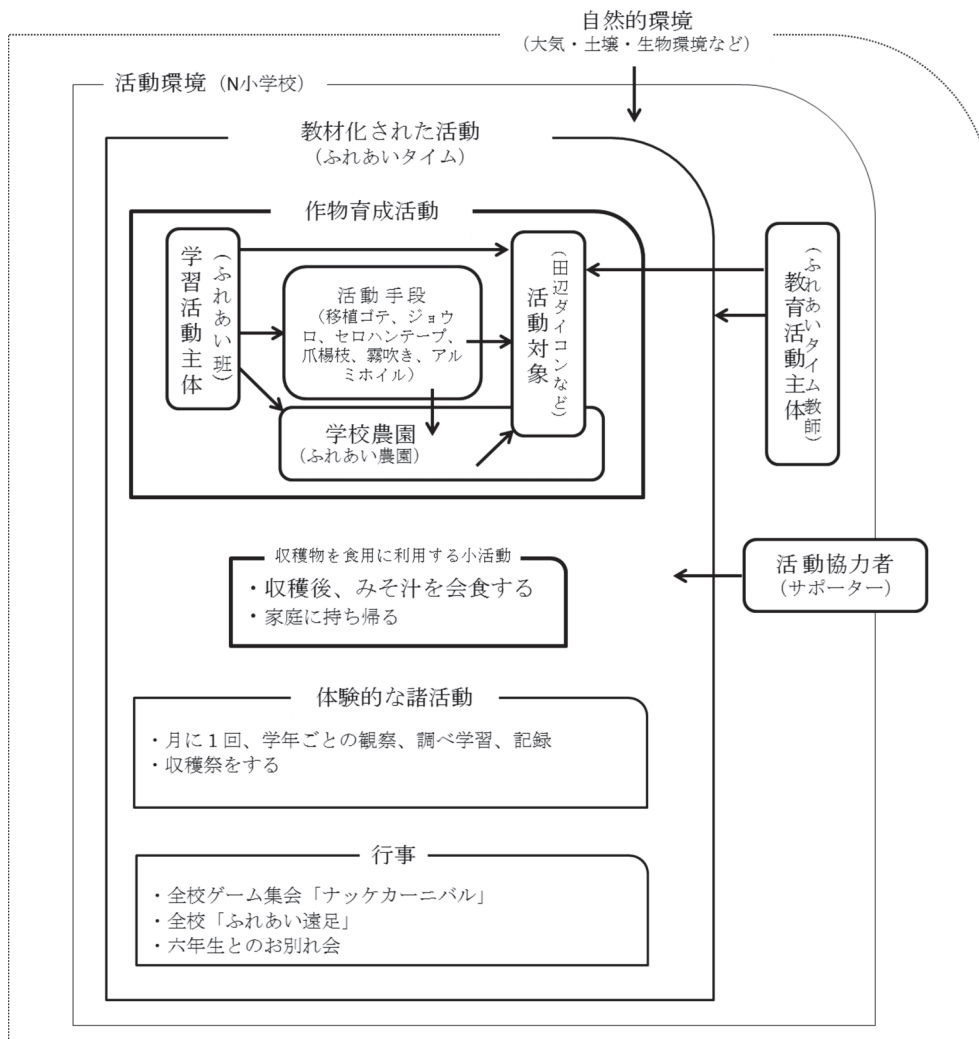 自然的環境
（大気・土壌・生物環境など）
活動環境（N小学校）
教材化された活動
（ふれあいタイム）
作物育成活動
学習活動主体
（ふれあい班）
活動手段
（移植ゴテ、ジョウ
ロ、セロハンテープ、
爪楊枝、霧吹き、アル
ミホイル）
活動対象
（田辺ダイコンなど）
学校農園
（ふれあい農園）
教育活動主体
（ふれあいタイム教師）
収穫物を食用に利用する小活動
・収穫後、みそ汁を会食する
・家庭に持ち帰る
活動協力者
（サポーター）
体験的な諸活動
・月に１回、学年ごとの観察、調べ学習、記録
・収穫祭をする
行事
・全校ゲーム集会「ナッケカーニバル」
・全校「ふれあい遠足」
・六年生とのお別れ会